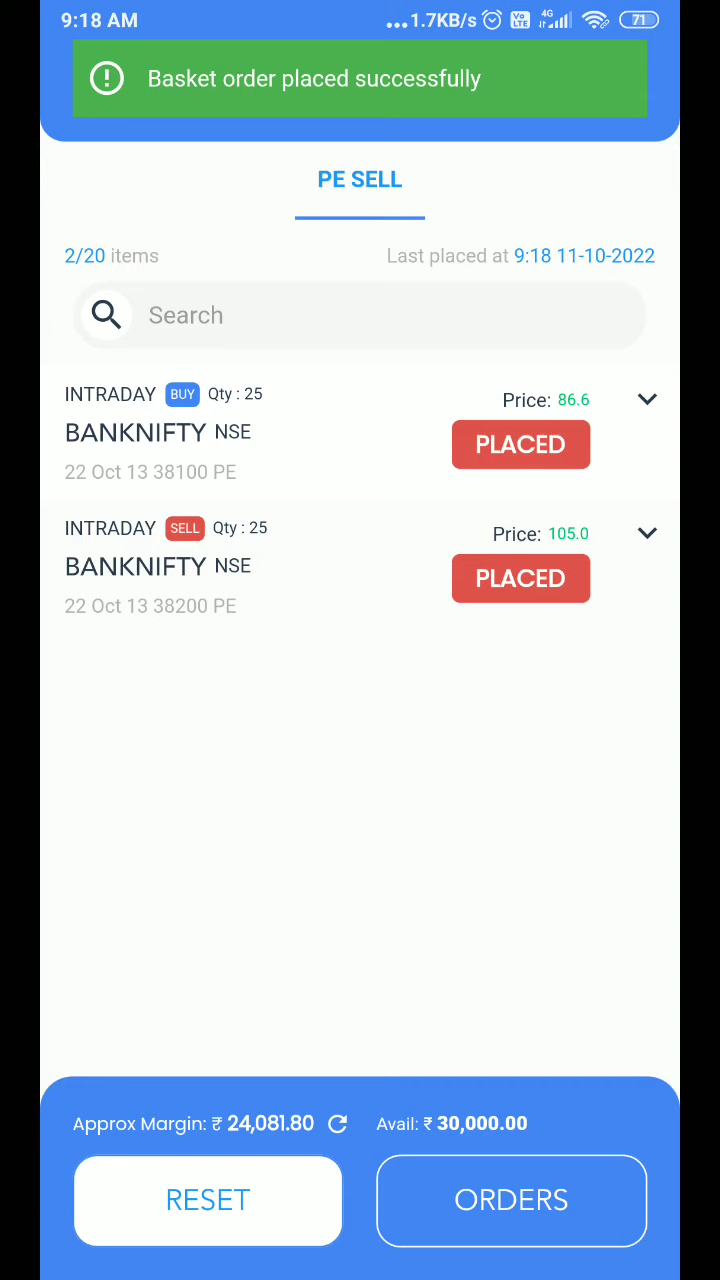 9:18 AM ...1.7KB/s Vo LTE 4G 71
Basket order placed successfully
PE SELL
2/20 items Last placed at 9:18 11-10-2022
Search
INTRADAY BUY Qty : 25 Price: 86.6
BANKNIFTY NSE PLACED
22 Oct 13 38100 PE
INTRADAY SELL Qty : 25 Price: 105.0
BANKNIFTY NSE PLACED
22 Oct 13 38200 PE
Approx Margin: ₹ 24,081.80 Avail: ₹ 30,000.00
RESET ORDERS